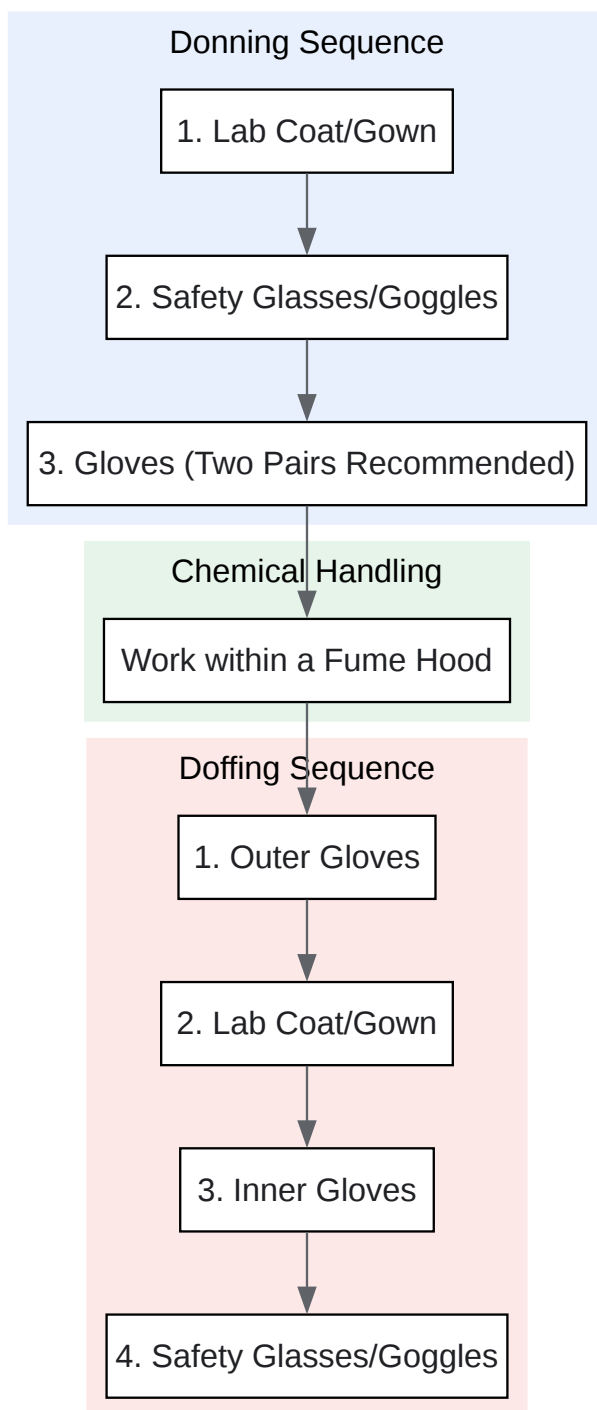 Donning Sequence
1. Lab Coat/Gown
2. Safety Glasses/Goggles
3. Gloves (Two Pairs Recommended)
Chemical Handling
Work within a Fume Hood
Doffing Sequence
1. Outer Gloves
2. Lab Coat/Gown
3. Inner Gloves
4. Safety Glasses/Goggles